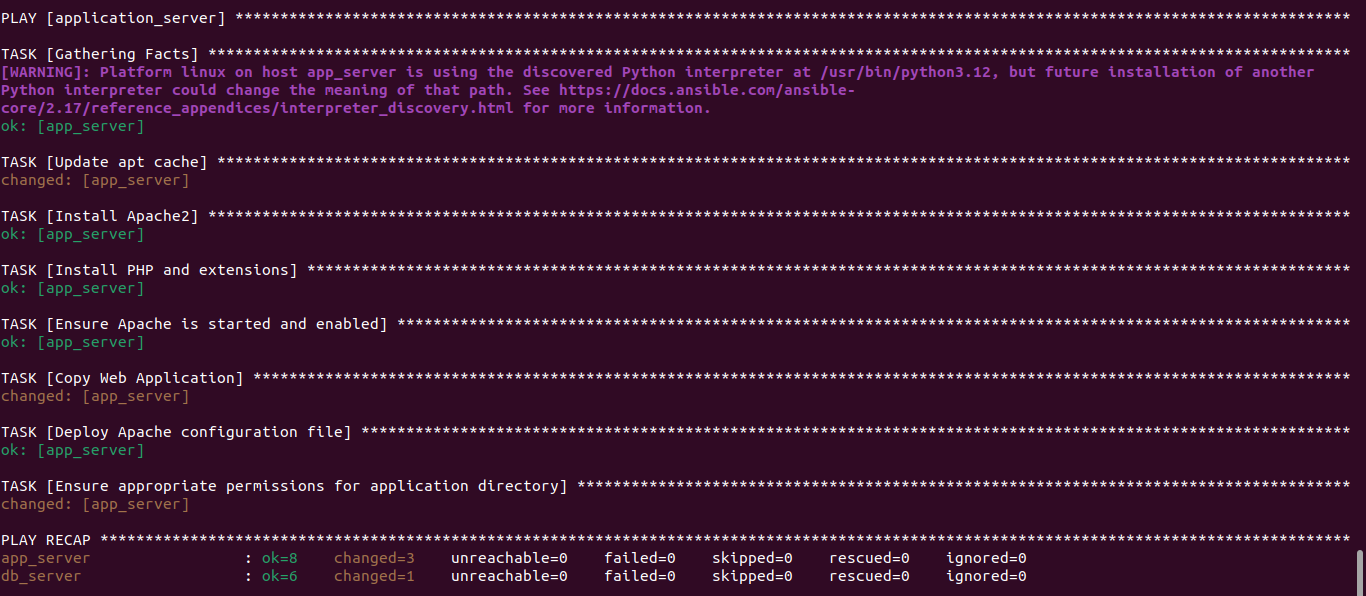 PLAY [application_server] ****************************************************************************************************************************
TASK [Gathering Facts] *******************************************************************************************************************************
[WARNING]: Platform linux on host app_server is using the discovered Python interpreter at /usr/bin/python3.12, but future installation of another
Python interpreter could change the meaning of that path. See https://docs.ansible.com/ansible-
core/2.17/reference_appendices/interpreter_discovery.html for more information.
ok: [app_server]
TASK [Update apt cache] ******************************************************************************************************************************
changed: [app_server]
TASK [Install Apache2] *******************************************************************************************************************************
ok: [app_server]
TASK [Install PHP and extensions] ********************************************************************************************************************
ok: [app_server]
TASK [Ensure Apache is started and enabled] **********************************************************************************************************
ok: [app_server]
TASK [Copy Web Application] **************************************************************************************************************************
changed: [app_server]
TASK [Deploy Apache configuration file] **************************************************************************************************************
ok: [app_server]
TASK [Ensure appropriate permissions for application directory] **************************************************************************************
changed: [app_server]
PLAY RECAP *******************************************************************************************************************************************
app_server                 : ok=8    changed=3    unreachable=0    failed=0    skipped=0    rescued=0    ignored=0
db_server                  : ok=6    changed=1    unreachable=0    failed=0    skipped=0    rescued=0    ignored=0